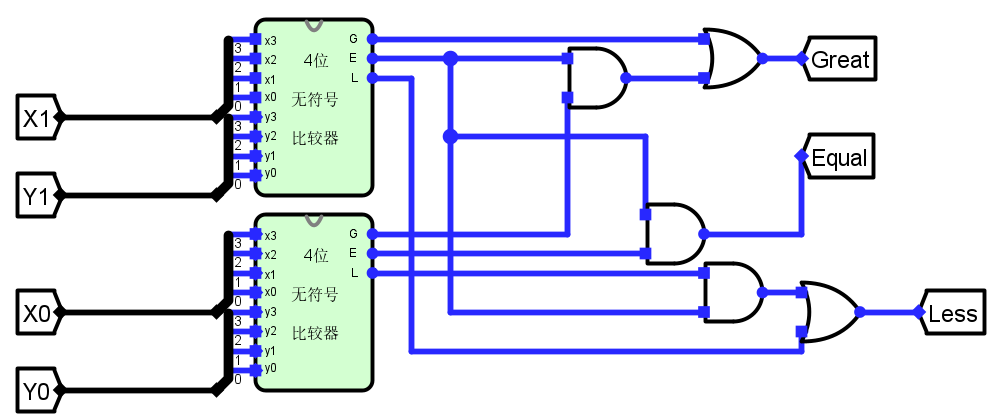 x3 G
3 x2 4位 E Great
2 x1 L
1 x0 无符号
X1 0 y3
3 y2 比较器
2 y1 Equal
1 y0
Y1 0
x3 G
3 x2 4位 E
2 x1 L
1 x0 无符号
X0 0 y3 Less
3 y2 比较器
2 y1
1 y0
Y0 0